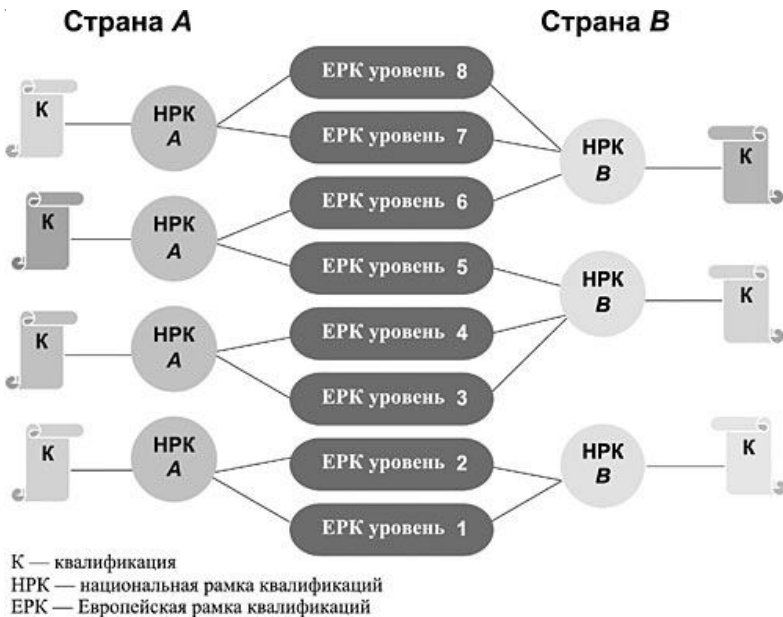 Страна A
Страна B
ЕРК уровень 8
К
НРК
A
ЕРК уровень 7
НРК
B
К
ЕРК уровень 6
К
НРК
A
ЕРК уровень 5
НРК
B
К
ЕРК уровень 4
К
НРК
A
ЕРК уровень 3
К
НРК
A
ЕРК уровень 2
НРК
B
К
ЕРК уровень 1
К — квалификация
НРК — национальная рамка квалификаций
ЕРК — Европейская рамка квалификаций